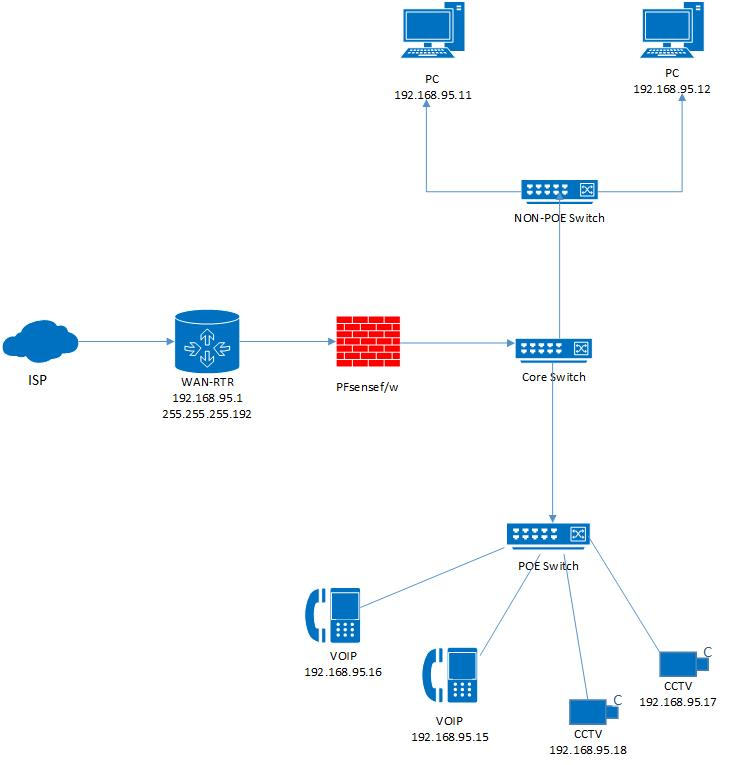 PC
192.168.95.11
PC
192.168.95.12
NON-POE Switch
ISP
WAN-RTR
192.168.95.1
255.255.255.192
PFsensef/w
Core Switch
POE Switch
VOIP
192.168.95.16
VOIP
192.168.95.15
C
CCTV
192.168.95.18
C
CCTV
192.168.95.17